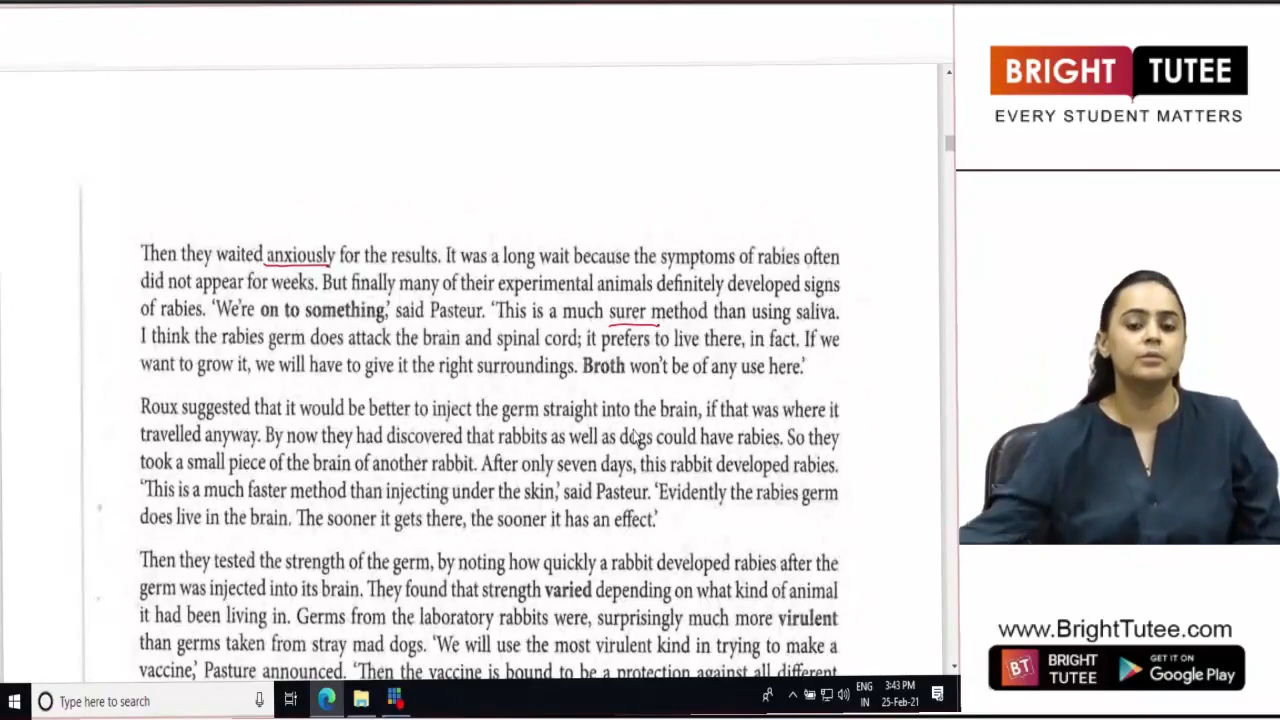 Then they waited anxiously for the results. It was a long wait because the symptoms of rabies often
did not appear for weeks. But finally many of their experimental animals definitely developed signs
of rabies. 'We're on to something,' said Pasteur. 'This is a much surer method than using saliva.
I think the rabies germ does attack the brain and spinal cord; it prefers to live there, in fact. If we
want to grow it, we will have to give it the right surroundings. Broth won't be of any use here.'
Roux suggested that it would be better to inject the germ straight into the brain, if that was where it
travelled anyway. By now they had discovered that rabbits as well as dogs could have rabies. So they
took a small piece of the brain of another rabbit. After only seven days, this rabbit developed rabies.
'This is a much faster method than injecting under the skin,' said Pasteur. 'Evidently the rabies germ
does live in the brain. The sooner it gets there, the sooner it has an effect.'
Then they tested the strength of the germ, by noting how quickly a rabbit developed rabies after the
germ was injected into its brain. They found that strength varied depending on what kind of animal
it had been living in. Germs from the laboratory rabbits were, surprisingly much more virulent
than germs taken from stray mad dogs. 'We will use the most virulent kind in trying to make a
vaccine,' Pasture announced. 'Then the vaccine is bound to be a protection against all different
BRIGHT TUTEE
EVERY STUDENT MATTERS
www.BrightTutee.com
BT
BRIGHT
TUTEE
GET IT ON
Google Play
Type here to search
ENG
IN
3:43 PM
25-Feb-21